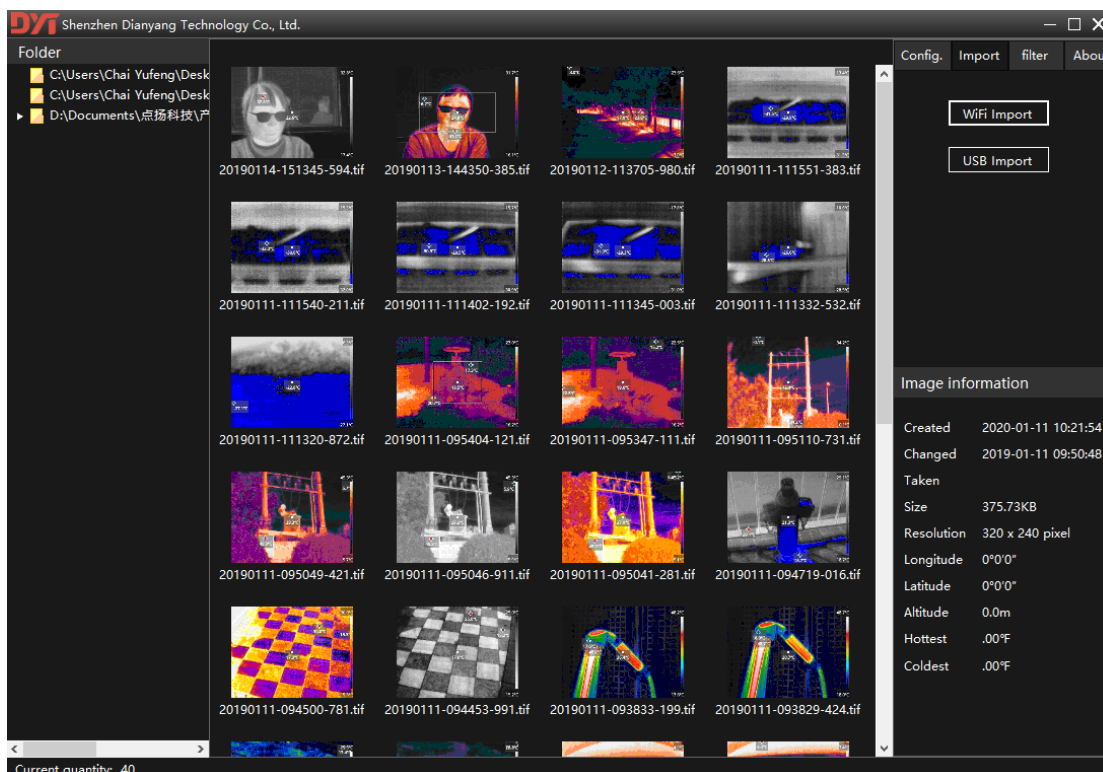 DYT Shenzhen Dianyang Technology Co., Ltd.
Folder
C:\Users\Chai Yufeng\Desk
C:\Users\Chai Yufeng\Desk
D:\Documents\点扬科技\产
Config. Import filter Abou
WiFi Import
USB Import
20190114-151345-594.tif 20190113-144350-385.tif 20190112-113705-980.tif 20190111-111551-383.tif
20190111-111540-211.tif 20190111-111402-192.tif 20190111-111345-003.tif 20190111-111332-532.tif
20190111-111320-872.tif 20190111-095404-121.tif 20190111-095347-111.tif 20190111-095110-731.tif
20190111-095049-421.tif 20190111-095046-911.tif 20190111-095041-281.tif 20190111-094719-016.tif
20190111-094500-781.tif 20190111-094453-991.tif 20190111-093833-199.tif 20190111-093829-424.tif
Image information
Created 2020-01-11 10:21:54
Changed 2019-01-11 09:50:48
Taken
Size 375.73KB
Resolution 320 x 240 pixel
Longitude 0°0'0"
Latitude 0°0'0"
Altitude 0.0m
Hottest .00°F
Coldest .00°F
Current quantity: 40